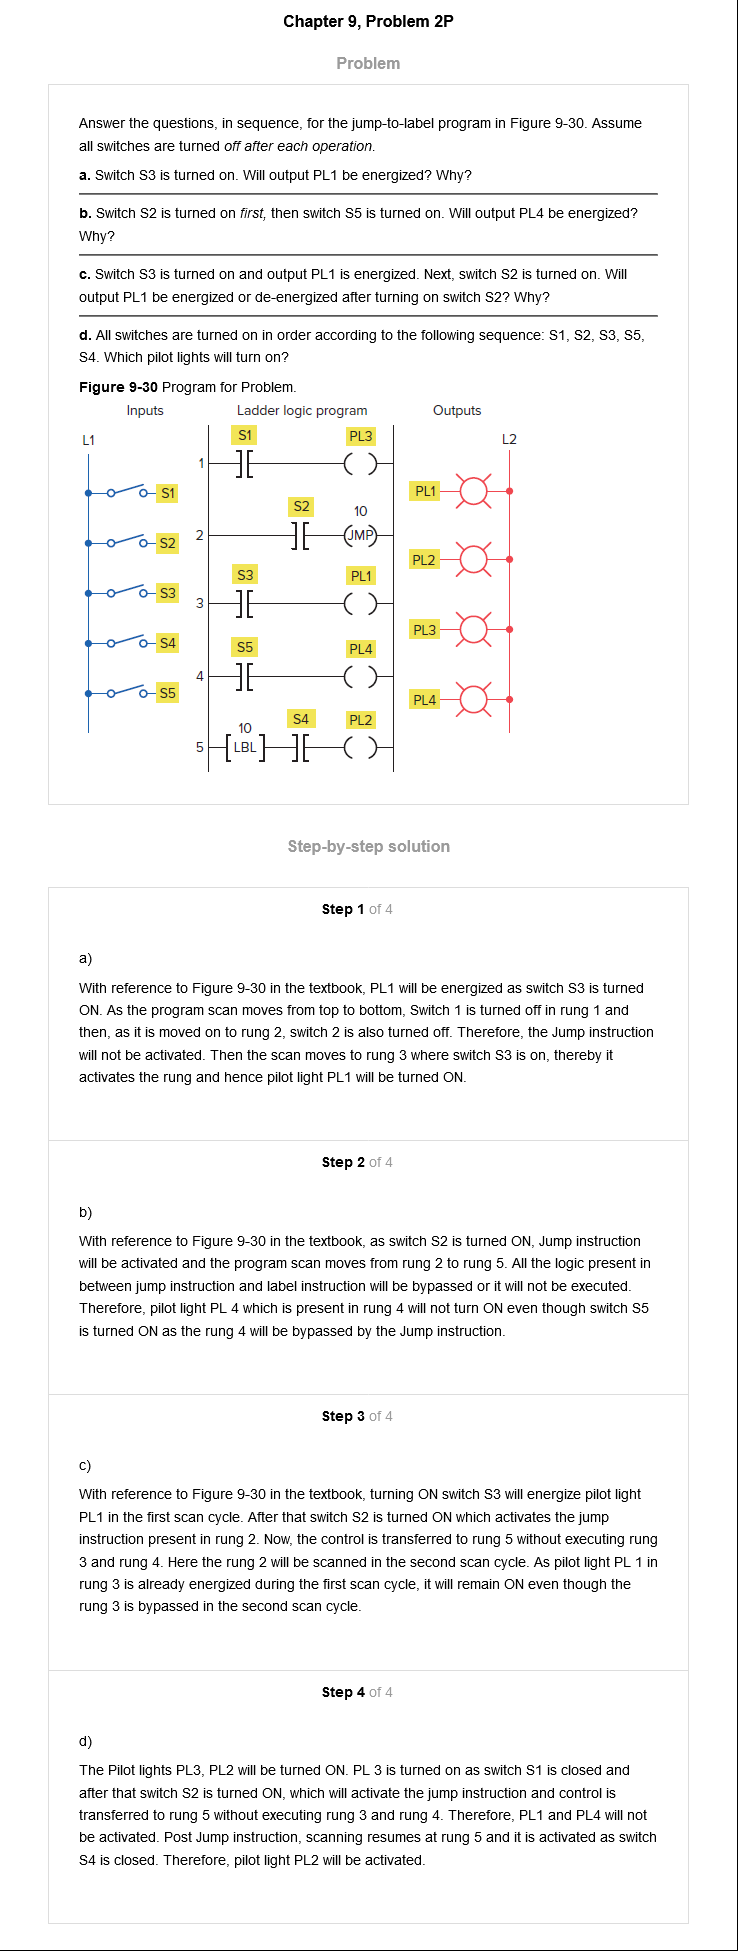 Chapter 9, Problem 2P
Problem
Answer the questions, in sequence, for the jump-to-label program in Figure 9-30. Assume
all switches are turned off after each operation.
a. Switch S3 is turned on. Will output PL1 be energized? Why?
b. Switch S2 is turned on first, then switch S5 is turned on. Will output PL4 be energized?
Why?
c. Switch S3 is turned on and output PL1 is energized. Next, switch S2 is turned on. Will
output PL1 be energized or de-energized after turning on switch S2? Why?
d. All switches are turned on in order according to the following sequence: S1, S2, S3, S5,
S4. Which pilot lights will turn on?
Figure 9-30 Program for Problem.
Inputs Ladder logic program Outputs
L1
S1 PL3
L2
1
S1
PL1
S2 10
2 JMP
S2
PL2
S3 PL1
S3
3
PL3
S4
S5 PL4
4
S5
PL4
10 S4 PL2
5 LBL
Step-by-step solution
Step 1 of 4
a)
With reference to Figure 9-30 in the textbook, PL1 will be energized as switch S3 is turned
ON. As the program scan moves from top to bottom, Switch 1 is turned off in rung 1 and
then, as it is moved on to rung 2, switch 2 is also turned off. Therefore, the Jump instruction
will not be activated. Then the scan moves to rung 3 where switch S3 is on, thereby it
activates the rung and hence pilot light PL1 will be turned ON.
Step 2 of 4
b)
With reference to Figure 9-30 in the textbook, as switch S2 is turned ON, Jump instruction
will be activated and the program scan moves from rung 2 to rung 5. All the logic present in
between jump instruction and label instruction will be bypassed or it will not be executed.
Therefore, pilot light PL 4 which is present in rung 4 will not turn ON even though switch S5
is turned ON as the rung 4 will be bypassed by the Jump instruction.
Step 3 of 4
c)
With reference to Figure 9-30 in the textbook, turning ON switch S3 will energize pilot light
PL1 in the first scan cycle. After that switch S2 is turned ON which activates the jump
instruction present in rung 2. Now, the control is transferred to rung 5 without executing rung
3 and rung 4. Here the rung 2 will be scanned in the second scan cycle. As pilot light PL 1 in
rung 3 is already energized during the first scan cycle, it will remain ON even though the
rung 3 is bypassed in the second scan cycle.
Step 4 of 4
d)
The Pilot lights PL3, PL2 will be turned ON. PL 3 is turned on as switch S1 is closed and
after that switch S2 is turned ON, which will activate the jump instruction and control is
transferred to rung 5 without executing rung 3 and rung 4. Therefore, PL1 and PL4 will not
be activated. Post Jump instruction, scanning resumes at rung 5 and it is activated as switch
S4 is closed. Therefore, pilot light PL2 will be activated.